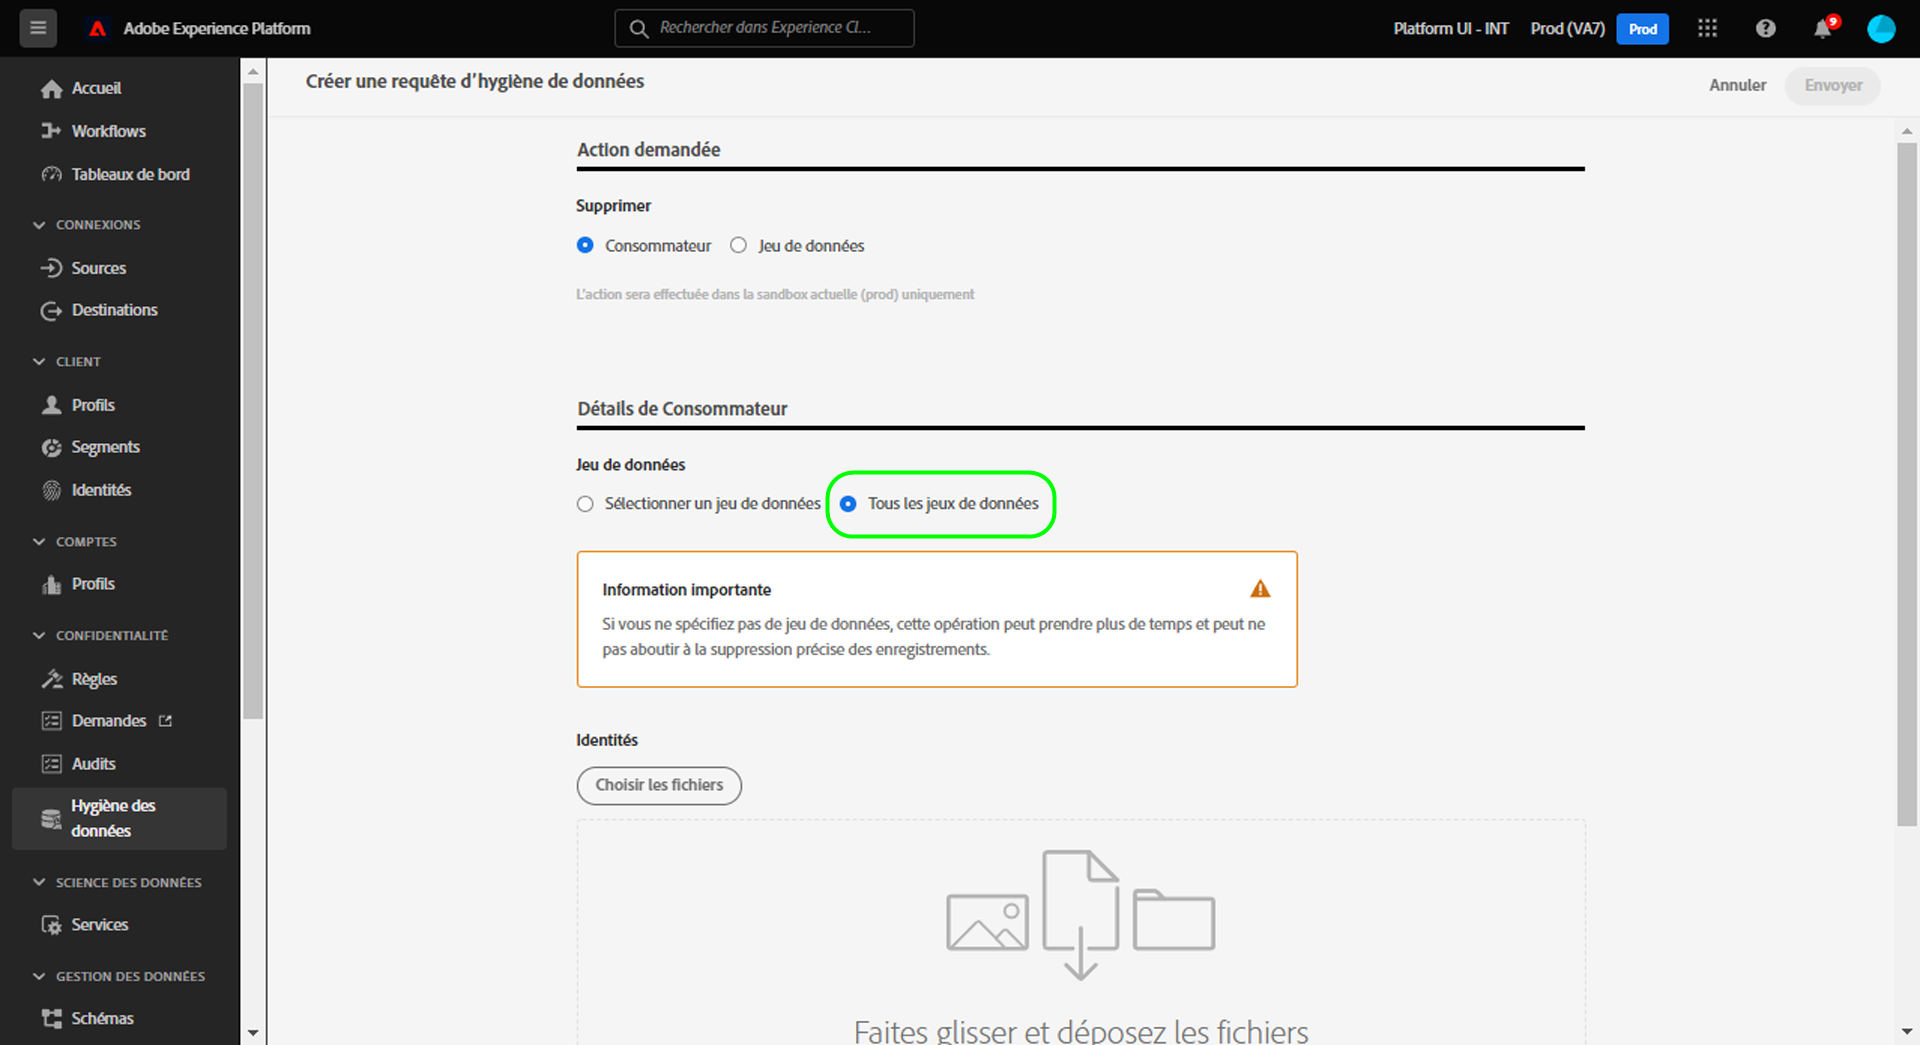 Adobe Experience Platform
Rechercher dans Experience Cl...
Platform UI - INT
Prod (VA7)
Prod
9
Accueil
Workflows
Tableaux de bord
CONNEXIONS
Sources
Destinations
CLIENT
Profils
Segments
Identités
COMPTES
Profils
CONFIDENTIALITÉ
Règles
Demandes
Audits
Hygiène des
données
SCIENCE DES DONNÉES
Services
GESTION DES DONNÉES
Schémas
Créer une requête d'hygiène de données
Annuler
Envoyer
Action demandée
Supprimer
Consommateur
Jeu de données
L'action sera effectuée dans la sandbox actuelle (prod) uniquement
Détails de Consommateur
Jeu de données
Sélectionner un jeu de données
Tous les jeux de données
Information importante
Si vous ne spécifiez pas de jeu de données, cette opération peut prendre plus de temps et peut ne
pas aboutir à la suppression précise des enregistrements.
Identités
Choisir les fichiers
Faites glisser et déposez les fichiers